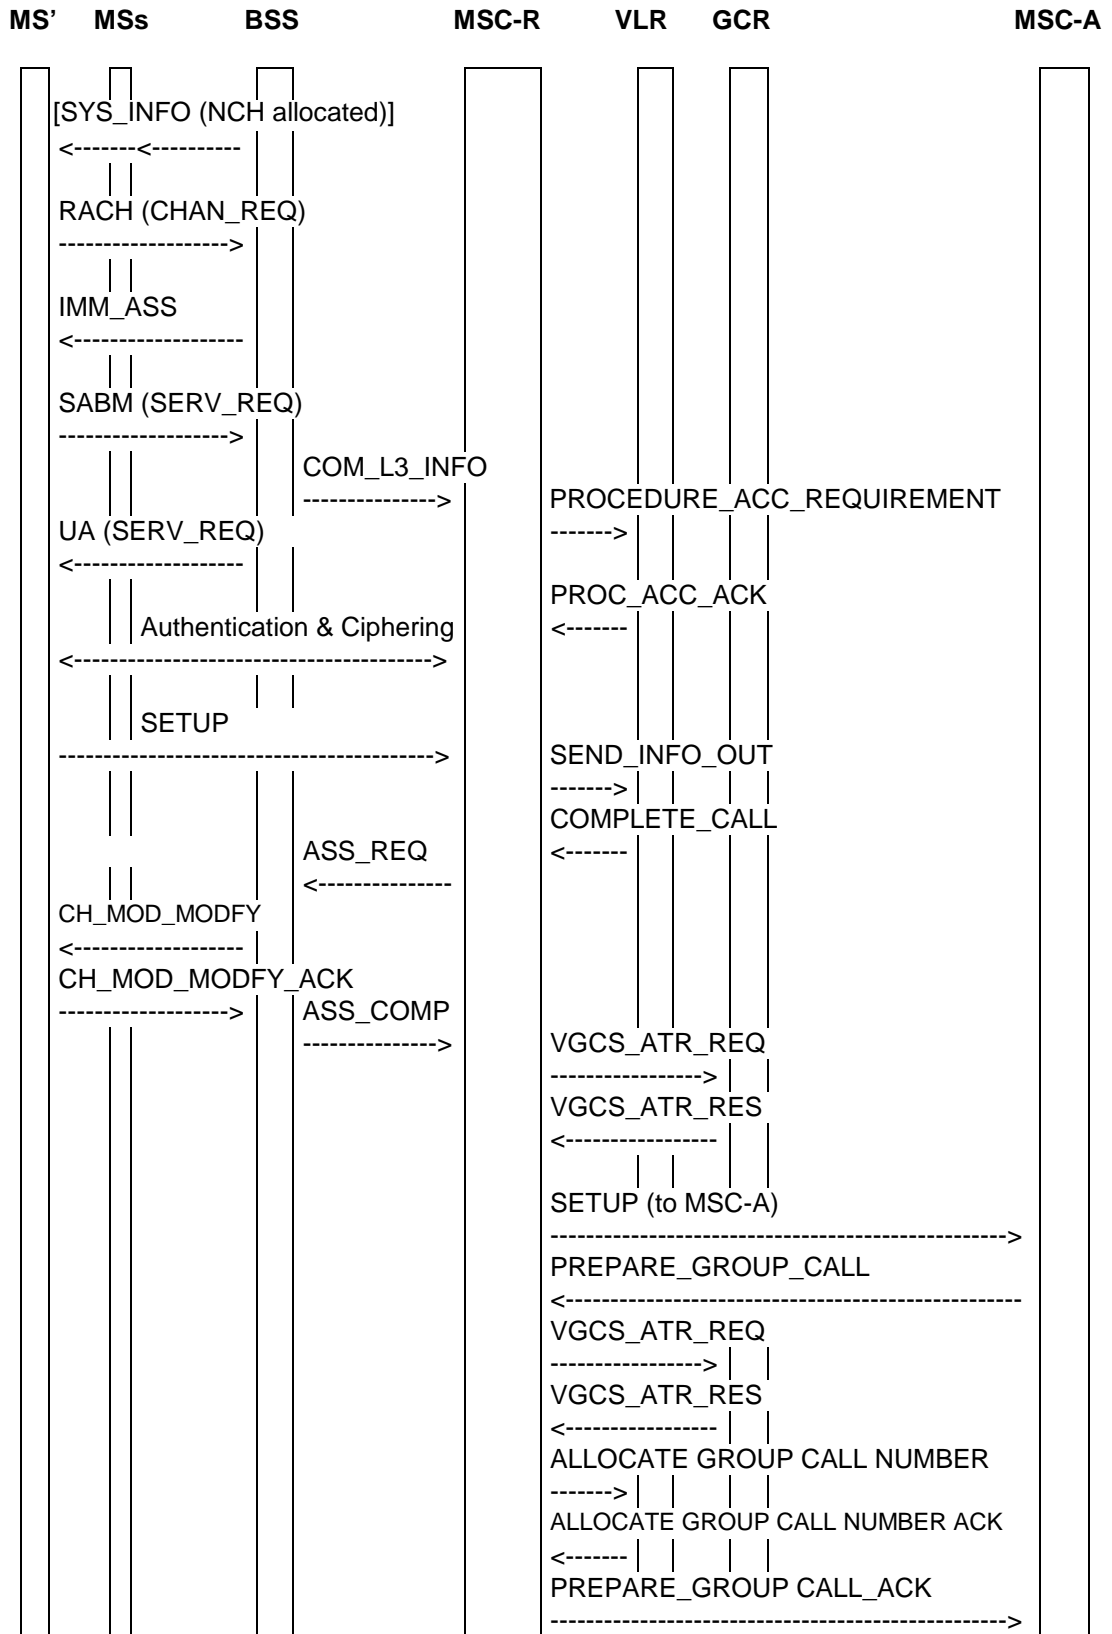 MS’ MSs BSS MSC-R VLR GCR MSC-A
[SYS_INFO (NCH allocated)]
<-------<----------
RACH (CHAN_REQ)
------------------->
IMM_ASS
<-------------------
SABM (SERV_REQ)
------------------->
COM_L3_INFO
---------------> PROCEDURE_ACC_REQUIREMENT
UA (SERV_REQ) ------->
<-------------------
PROC_ACC_ACK
Authentication & Ciphering <-------
<---------------------------------------->
SETUP
------------------------------------------> SEND_INFO_OUT
------->
COMPLETE_CALL
ASS_REQ <-------
<---------------
CH_MOD_MODFY
<-------------------
CH_MOD_MODFY_ACK
-------------------> ASS_COMP
---------------> VGCS_ATR_REQ
----------------->
VGCS_ATR_RES
<-----------------
SETUP (to MSC-A)
--------------------------------------------------->
PREPARE_GROUP_CALL
<---------------------------------------------------
VGCS_ATR_REQ
----------------->
VGCS_ATR_RES
<-----------------
ALLOCATE GROUP CALL NUMBER
------->
ALLOCATE GROUP CALL NUMBER ACK
<-------
PREPARE_GROUP CALL_ACK
--------------------------------------------------->